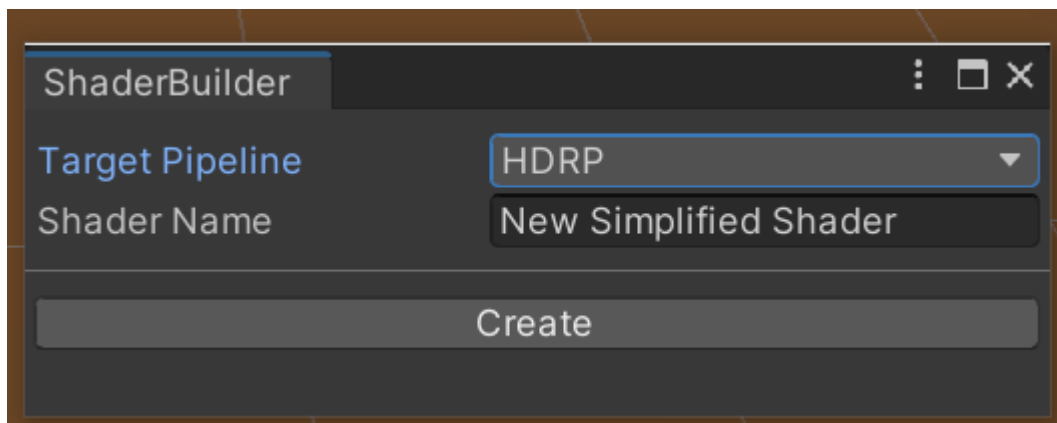 ShaderBuilder
Target Pipeline HDRP
Shader Name New Simplified Shader
Create